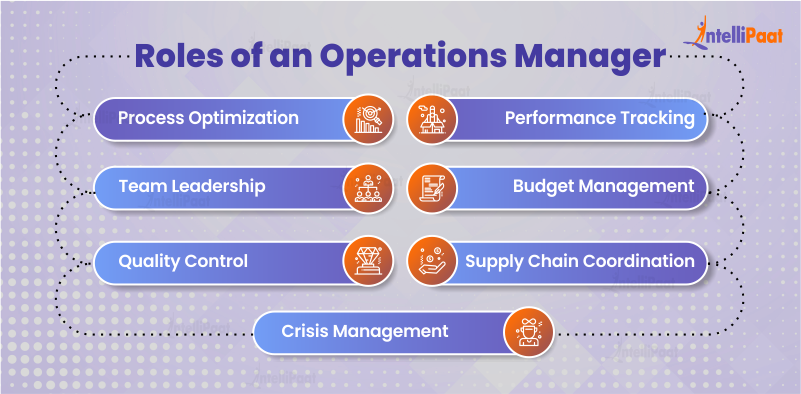 IntelliPaat
Roles of an Operations Manager
Process Optimization
Performance Tracking
Team Leadership
Budget Management
Quality Control
Supply Chain Coordination
Crisis Management